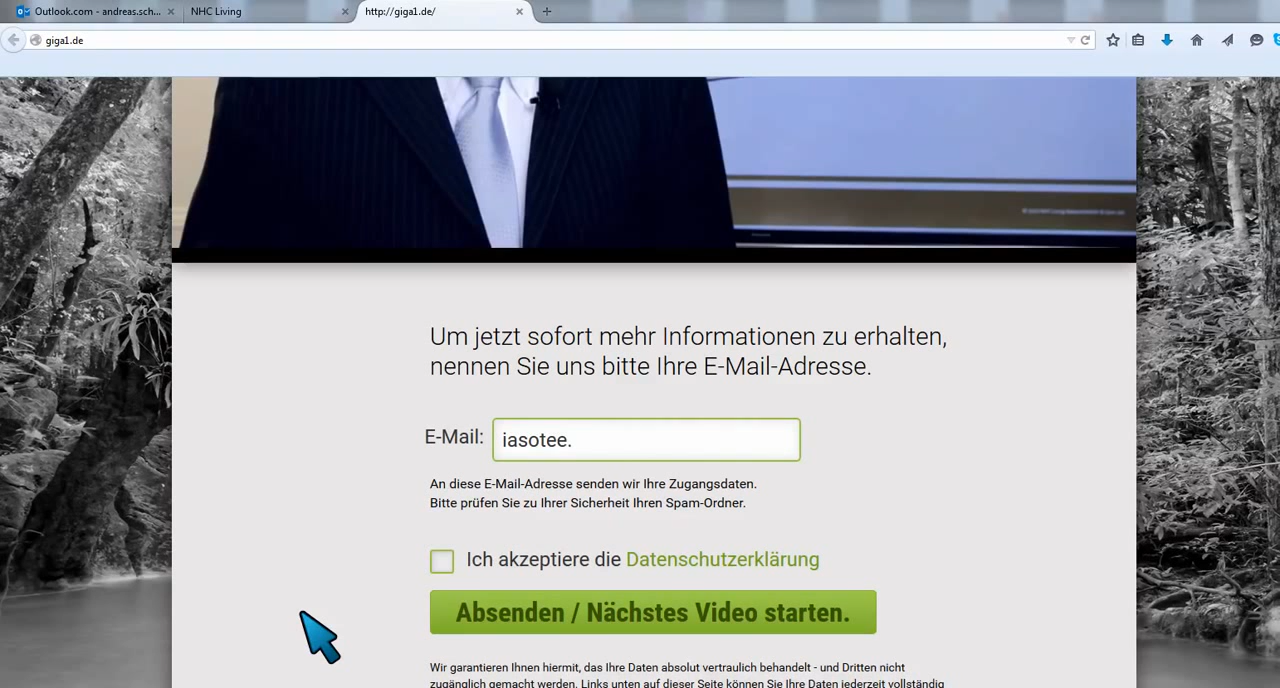 Outlook.com - andreas.sch...
NHC Living
http://giga1.de/
giga1.de
Um jetzt sofort mehr Informationen zu erhalten,
nennen Sie uns bitte Ihre E-Mail-Adresse.
E-Mail: iasotee.
An diese E-Mail-Adresse senden wir Ihre Zugangsdaten.
Bitte prüfen Sie zu Ihrer Sicherheit Ihren Spam-Ordner.
Ich akzeptiere die Datenschutzerklärung
Absenden / Nächstes Video starten.
Wir garantieren Ihnen hiermit, das Ihre Daten absolut vertraulich behandelt - und Dritten nicht
zugänglich gemacht werden. Links unten auf dieser Seite können Sie Ihre Daten jederzeit vollständig